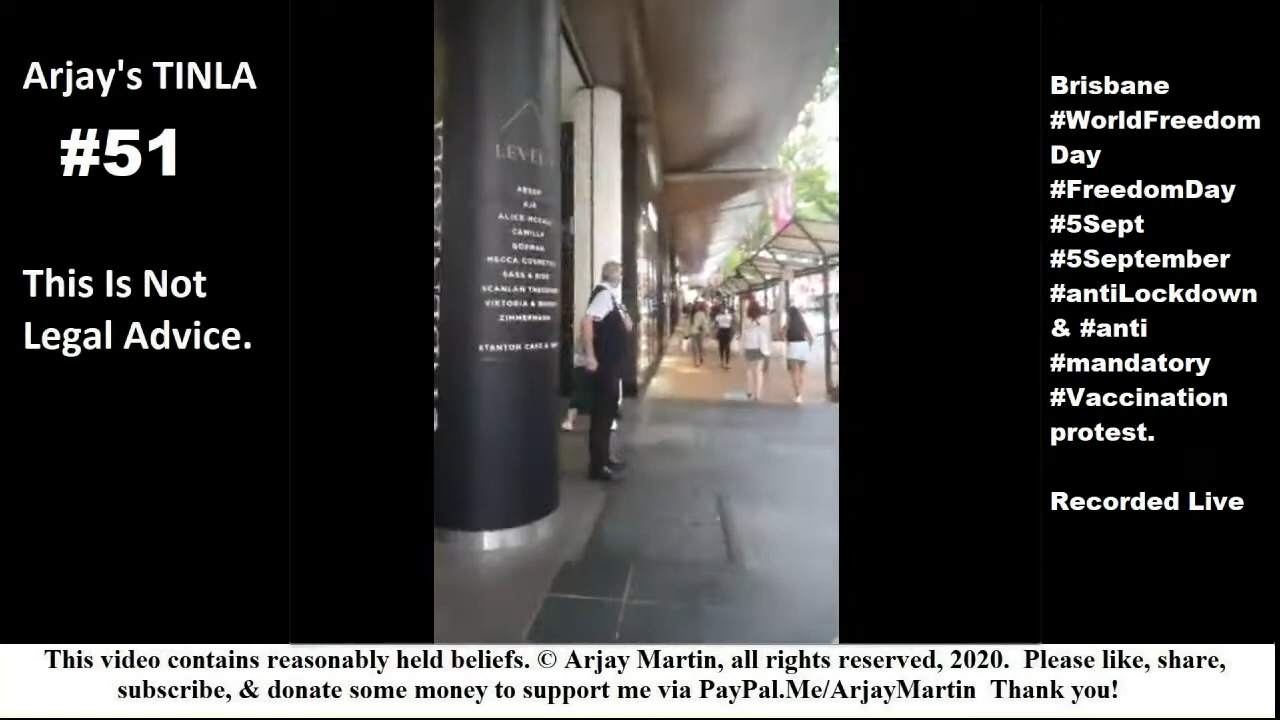 Arjay's TINLA
#51
This Is Not
Legal Advice.
LEVEL
AESOP
AJE
ALICE MCCALL
CAMILLA
GORMAN
MECCA COSMETICA
SASS & BIDE
SCANLAN THEODORE
ZIMMERMANN
Brisbane
#WorldFreedom
Day
#FreedomDay
#5Sept
#5September
#antiLockdown
& #anti
#mandatory
#Vaccination
protest.
Recorded Live
This video contains reasonably held beliefs. © Arjay Martin, all rights reserved, 2020.  Please like, share,
subscribe, & donate some money to support me via PayPal.Me/ArjayMartin  Thank you!